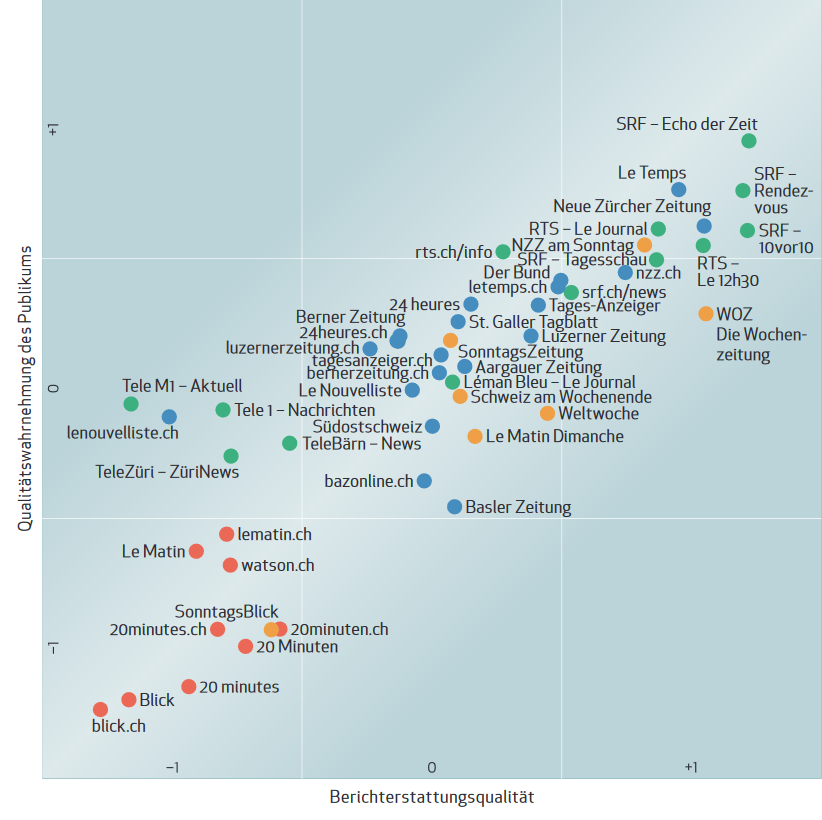 +1
SRF – Echo der Zeit
Le Temps
SRF –
Rendez-
vous
Neue Zürcher Zeitung
RTS – Le Journal
SRF –
10vor10
NZZ am Sonntag
rts.ch/info
SRF – Tagesschau
RTS –
Le 12h30
Der Bund
nzz.ch
letemps.ch
srf.ch/news
24 heures
Tages-Anzeiger
WOZ
Die Wochen-
zeitung
Berner Zeitung
St. Galler Tagblatt
24heures.ch
Luzerner Zeitung
luzernerzeitung.ch
SonntagsZeitung
tagesanzeiger.ch
Aargauer Zeitung
bernerzeitung.ch
Léman Bleu – Le Journal
0
Tele M1 – Aktuell
Le Nouvelliste
Schweiz am Wochenende
Tele 1 – Nachrichten
Weltwoche
lenouvelliste.ch
Südostschweiz
Le Matin Dimanche
TeleBärn – News
TeleZüri – ZüriNews
bazonline.ch
Basler Zeitung
Qualitätswahrnehmung des Publikums
lematin.ch
Le Matin
watson.ch
SonntagsBlick
20minutes.ch
20minuten.ch
20 Minuten
–1
20 minutes
Blick
blick.ch
–1
0
+1
Berichterstattungsqualität